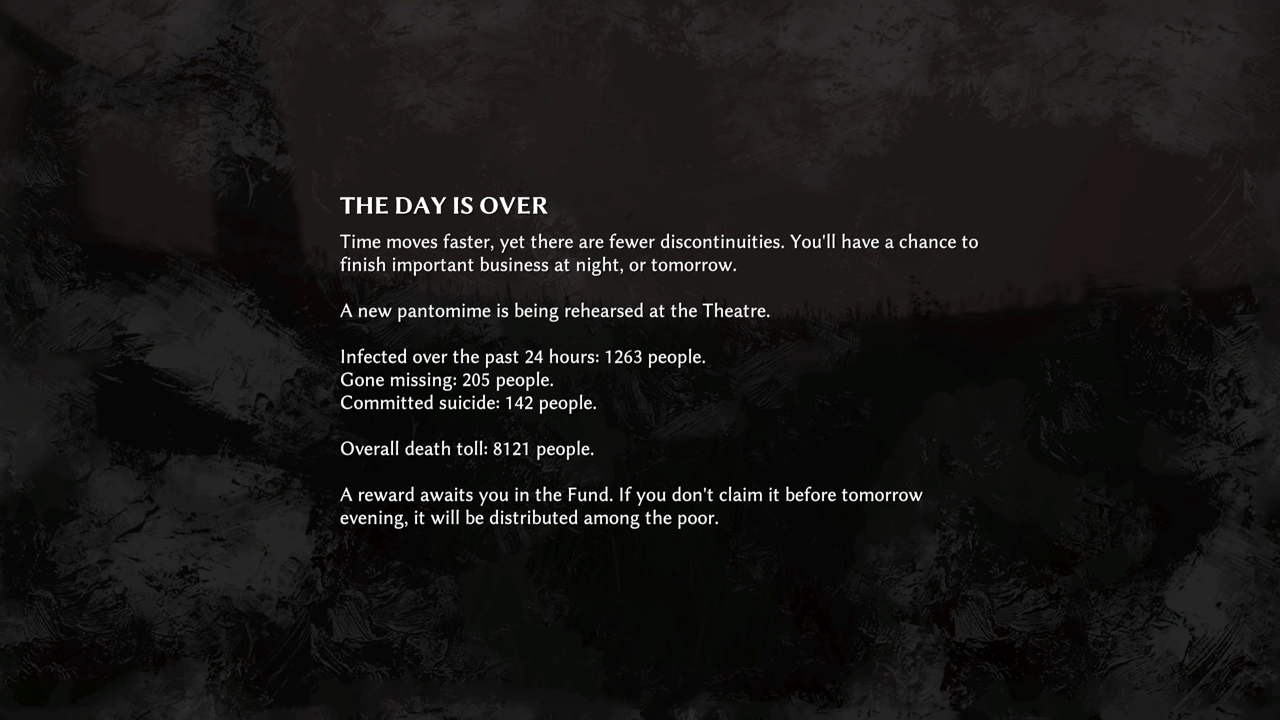 THE DAY IS OVER
Time moves faster, yet there are fewer discontinuities. You'll have a chance to
finish important business at night, or tomorrow.
A new pantomime is being rehearsed at the Theatre.
Infected over the past 24 hours: 1263 people.
Gone missing: 205 people.
Committed suicide: 142 people.
Overall death toll: 8121 people.
A reward awaits you in the Fund. If you don't claim it before tomorrow
evening, it will be distributed among the poor.